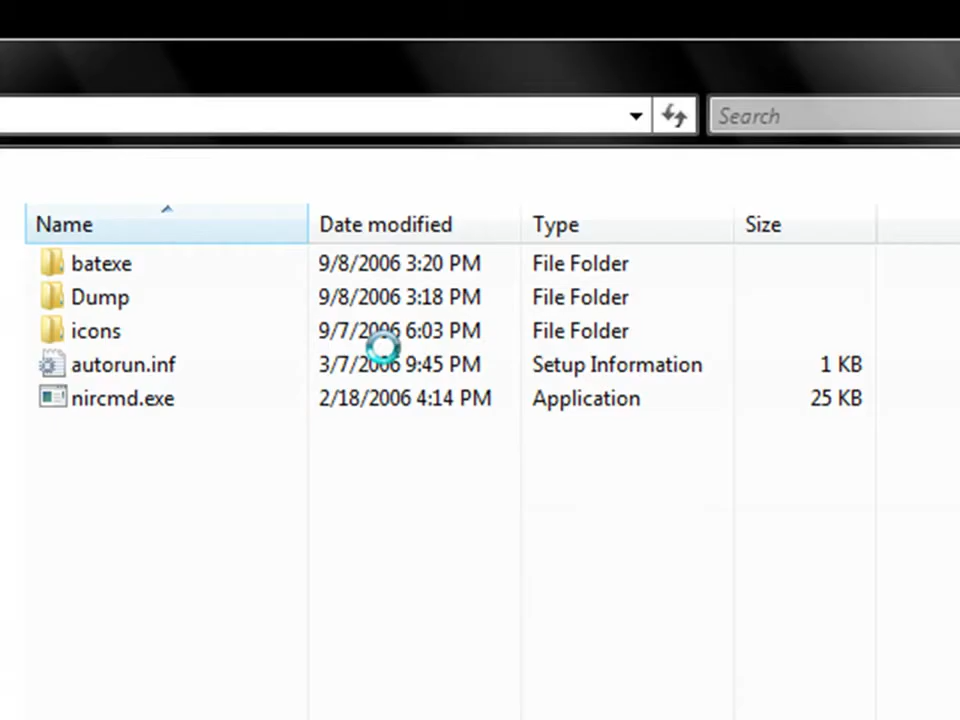 Search
Name Date modified Type Size
batexe 9/8/2006 3:20 PM File Folder
Dump 9/8/2006 3:18 PM File Folder
icons 9/7/2006 6:03 PM File Folder
autorun.inf 3/7/2006 9:45 PM Setup Information 1 KB
nircmd.exe 2/18/2006 4:14 PM Application 25 KB